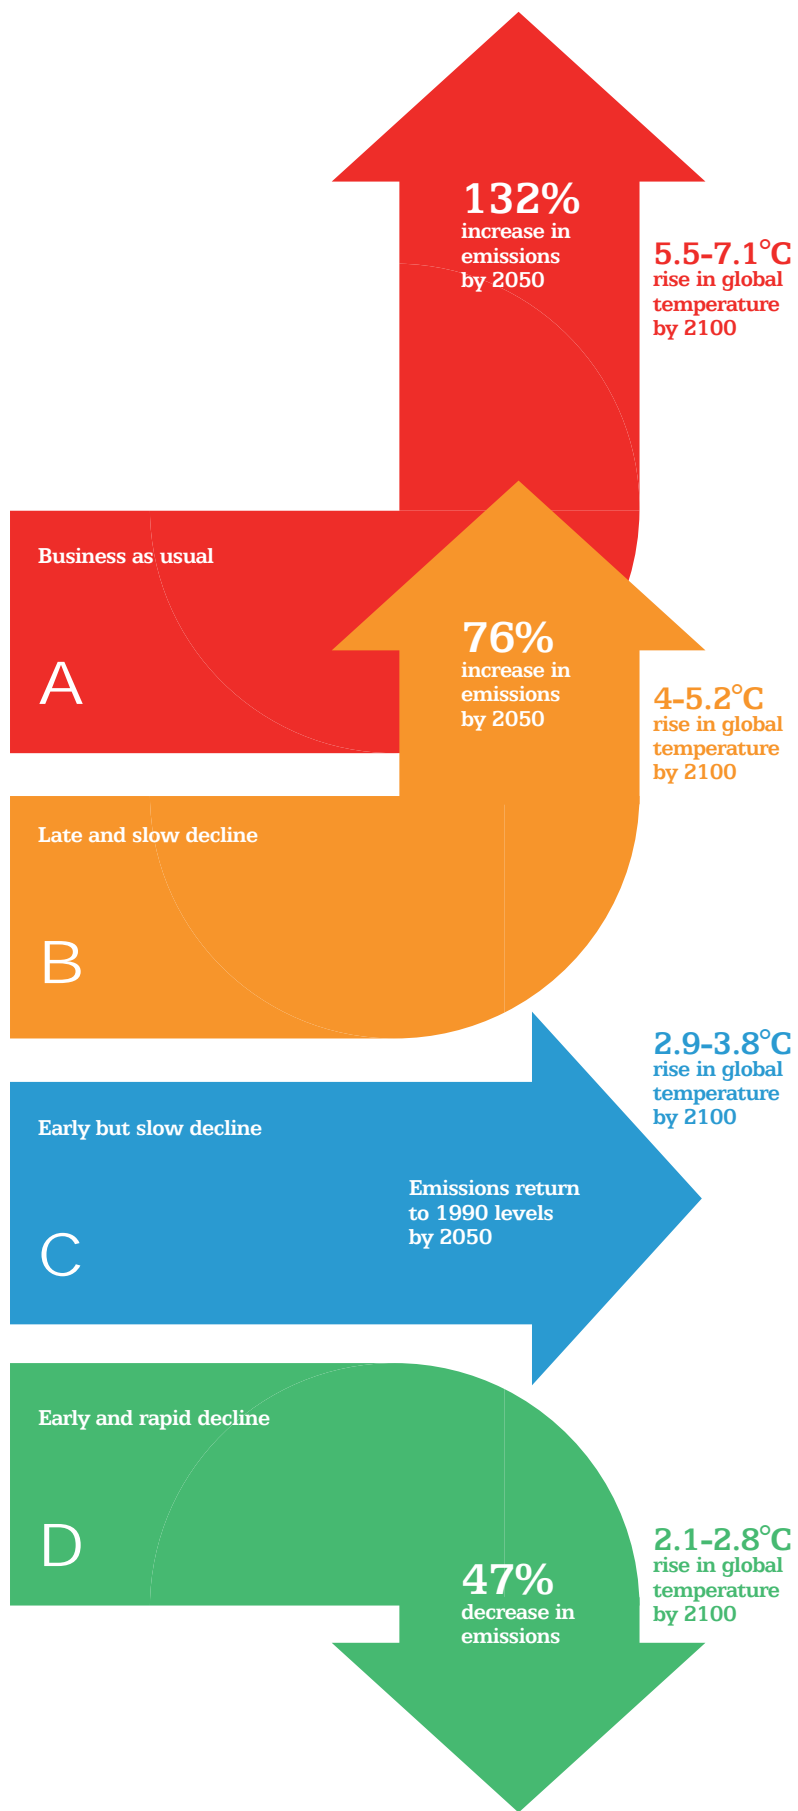 132%
increase in
emissions
by 2050
5.5-7.1°C
rise in global
temperature
by 2100
Business as usual
A
76%
increase in
emissions
by 2050
4-5.2°C
rise in global
temperature
by 2100
Late and slow decline
B
2.9-3.8°C
rise in global
temperature
by 2100
Early but slow decline
Emissions return
to 1990 levels
by 2050
C
Early and rapid decline
D
47%
decrease in
emissions
2.1-2.8°C
rise in global
temperature
by 2100